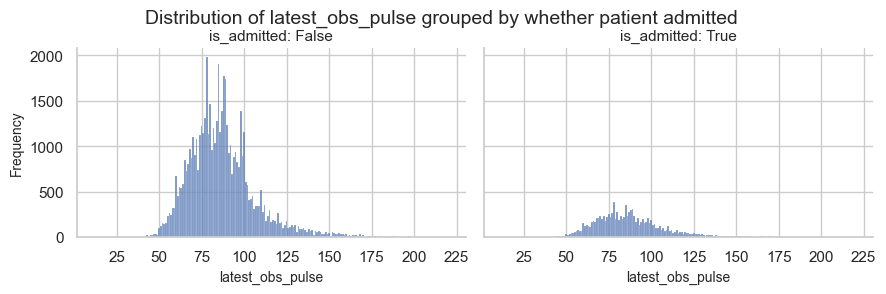 Distribution of latest_obs_pulse grouped by whether patient admitted
is_admitted: False
is_admitted: True
2000
1500
1000
500
0
Frequency
25 50 75 100 125 150 175 200 225
25 50 75 100 125 150 175 200 225
latest_obs_pulse
latest_obs_pulse